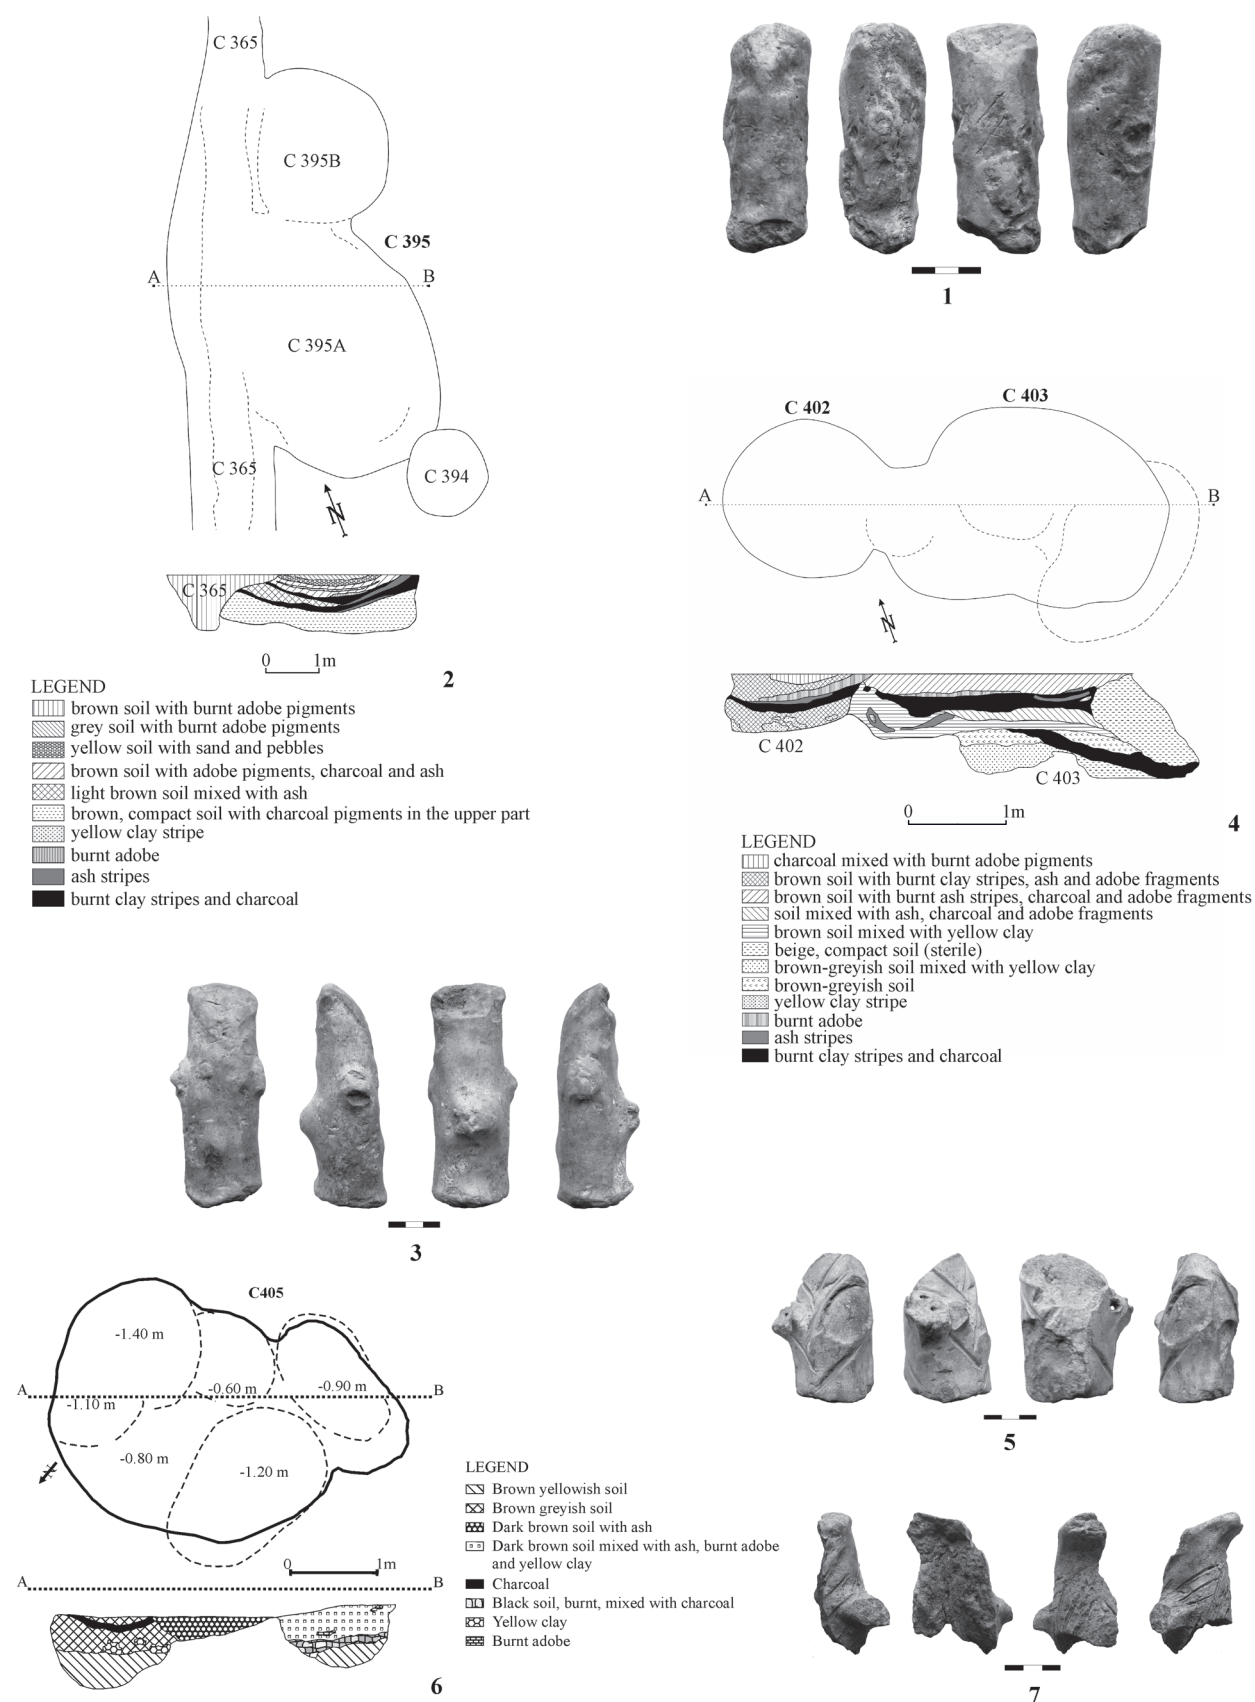 C 365
C 395B
C 395
A
B
C 395A
C 365
C 394
N
C 365
0
1m
2
LEGEND
brown soil with burnt adobe pigments
grey soil with burnt adobe pigments
yellow soil with sand and pebbles
brown soil with adobe pigments, charcoal and ash
light brown soil mixed with ash
brown, compact soil with charcoal pigments in the upper part
yellow clay stripe
burnt adobe
ash stripes
burnt clay stripes and charcoal
1
C 402
C 403
A
B
N
C 402
C 403
0
1m
4
LEGEND
charcoal mixed with burnt adobe pigments
brown soil with burnt clay stripes, ash and adobe fragments
brown soil with burnt ash stripes, charcoal and adobe fragments
soil mixed with ash, charcoal and adobe fragments
brown soil mixed with yellow clay
beige, compact soil (sterile)
brown-greyish soil mixed with yellow clay
brown-greyish soil
yellow clay stripe
burnt adobe
ash stripes
burnt clay stripes and charcoal
3
C405
-1.40 m
A
-0.60 m
-0.90 m
B
-1.10 m
-0.80 m
-1.20 m
N
0
1m
A
B
6
LEGEND
Brown yellowish soil
Brown greyish soil
Dark brown soil with ash
Dark brown soil mixed with ash, burnt adobe
and yellow clay
Charcoal
Black soil, burnt, mixed with charcoal
Yellow clay
Burnt adobe
5
7